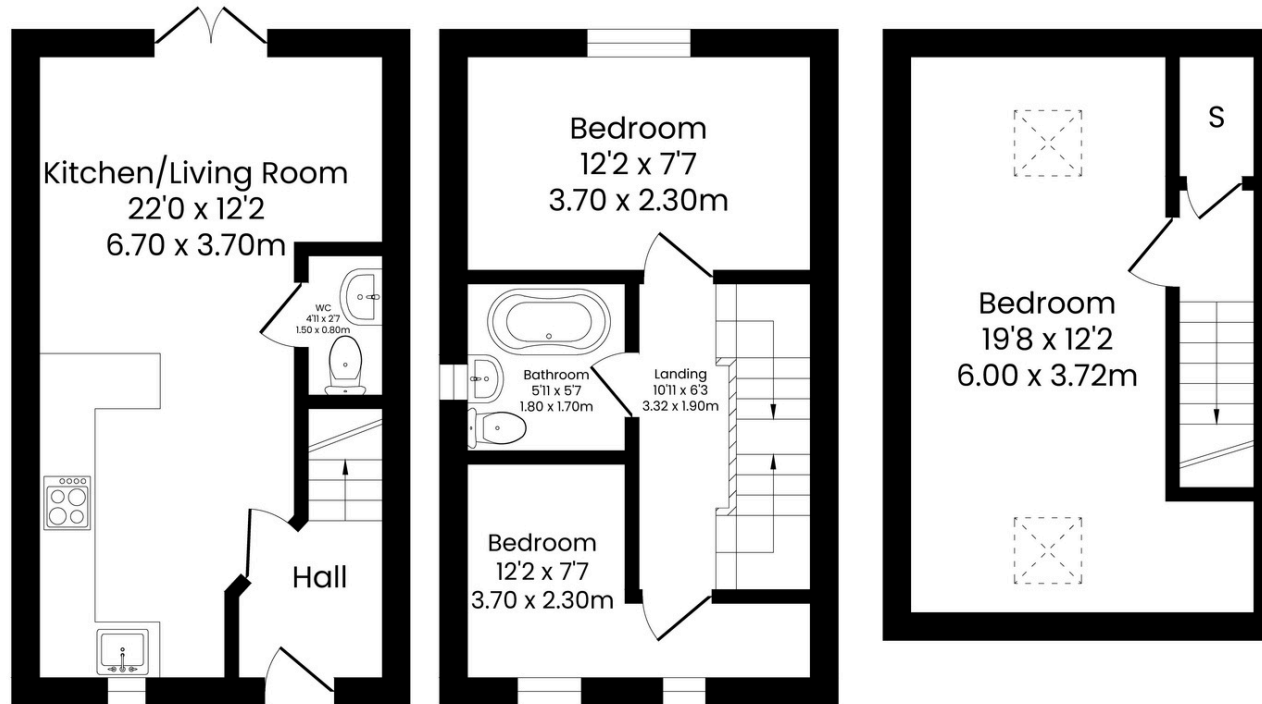 Kitchen/Living Room
22'0 x 12'2
6.70 x 3.70m
WC
4'11 x 2'7
1.50 x 0.80m
Hall
Bedroom
12'2 x 7'7
3.70 x 2.30m
Bathroom
5'11 x 5'7
1.80 x 1.70m
Landing
10'11 x 6'3
3.32 x 1.90m
Bedroom
12'2 x 7'7
3.70 x 2.30m
S
Bedroom
19'8 x 12'2
6.00 x 3.72m